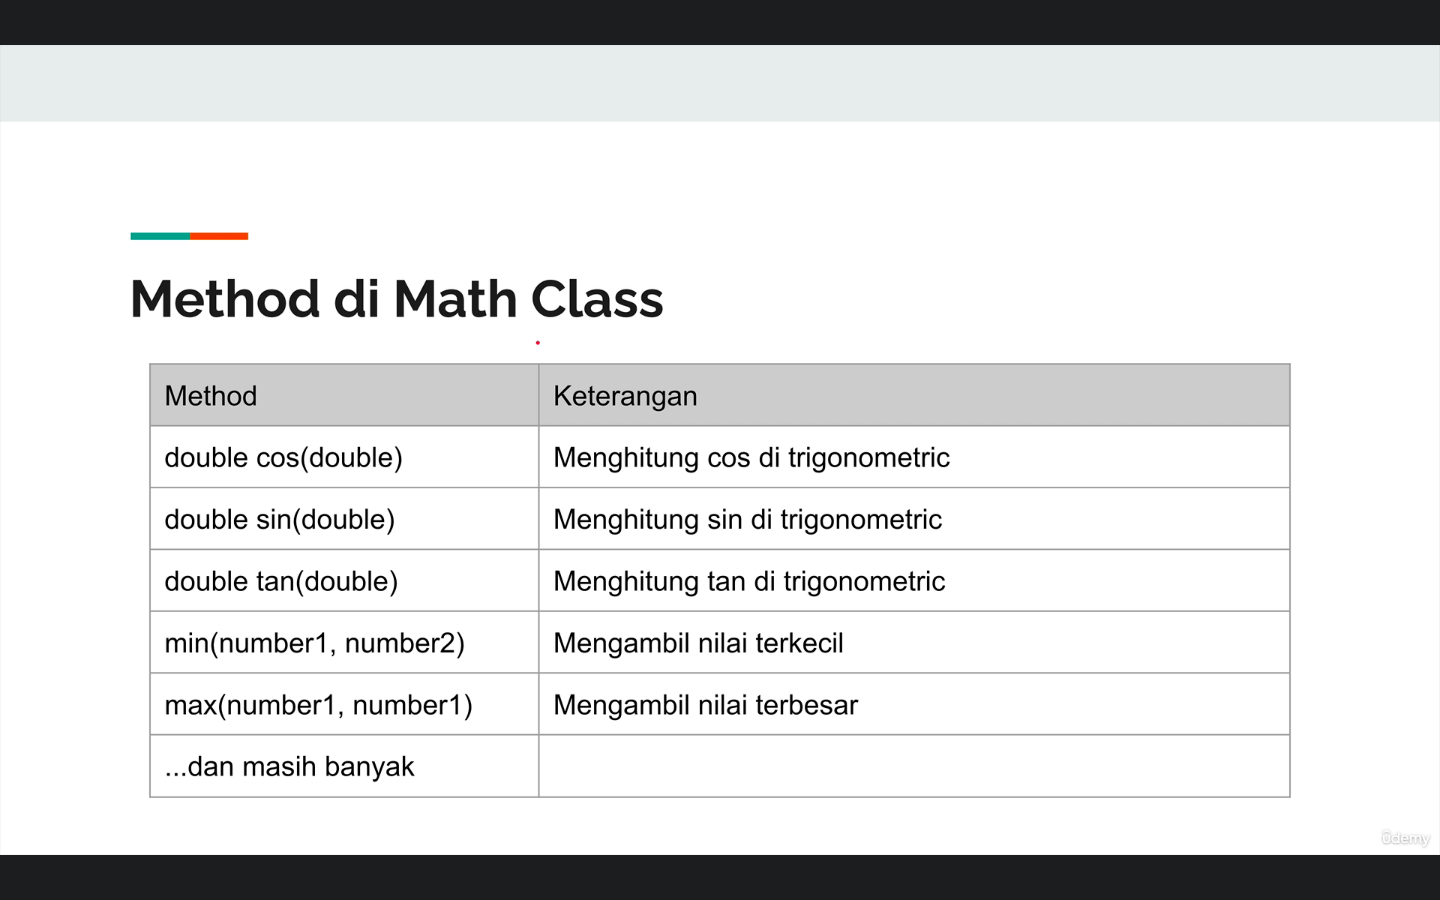 Method di Math Class
Method Keterangan
double cos(double) Menghitung cos di trigonometric
double sin(double) Menghitung sin di trigonometric
double tan(double) Menghitung tan di trigonometric
min(number1, number2) Mengambil nilai terkecil
max(number1, number1) Mengambil nilai terbesar
...dan masih banyak
ûdemy